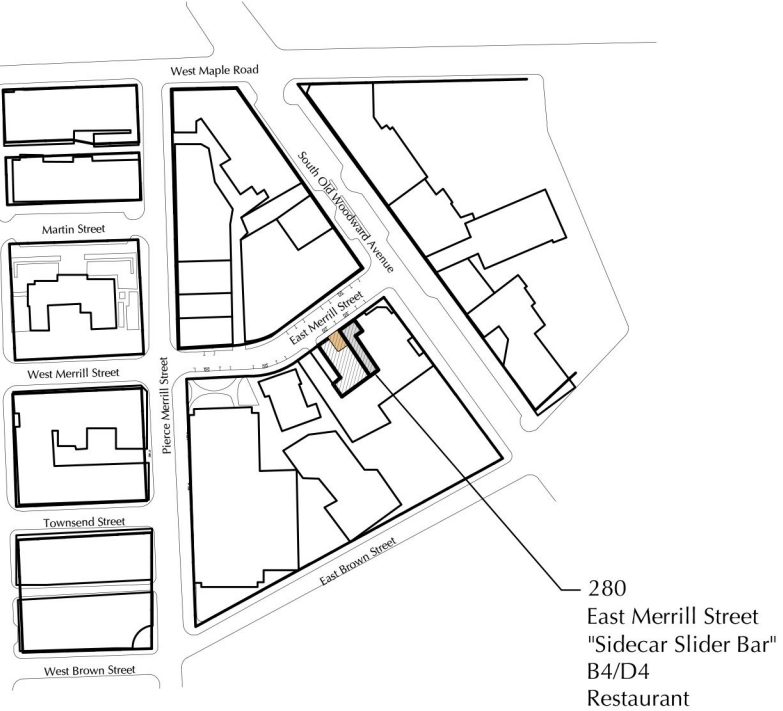 West Maple Road
South Old Woodward Avenue
Martin Street
East Merrill Street
West Merrill Street
Pierce Merrill Street
Townsend Street
East Brown Street
West Brown Street
280
East Merrill Street
"Sidecar Slider Bar"
B4/D4
Restaurant